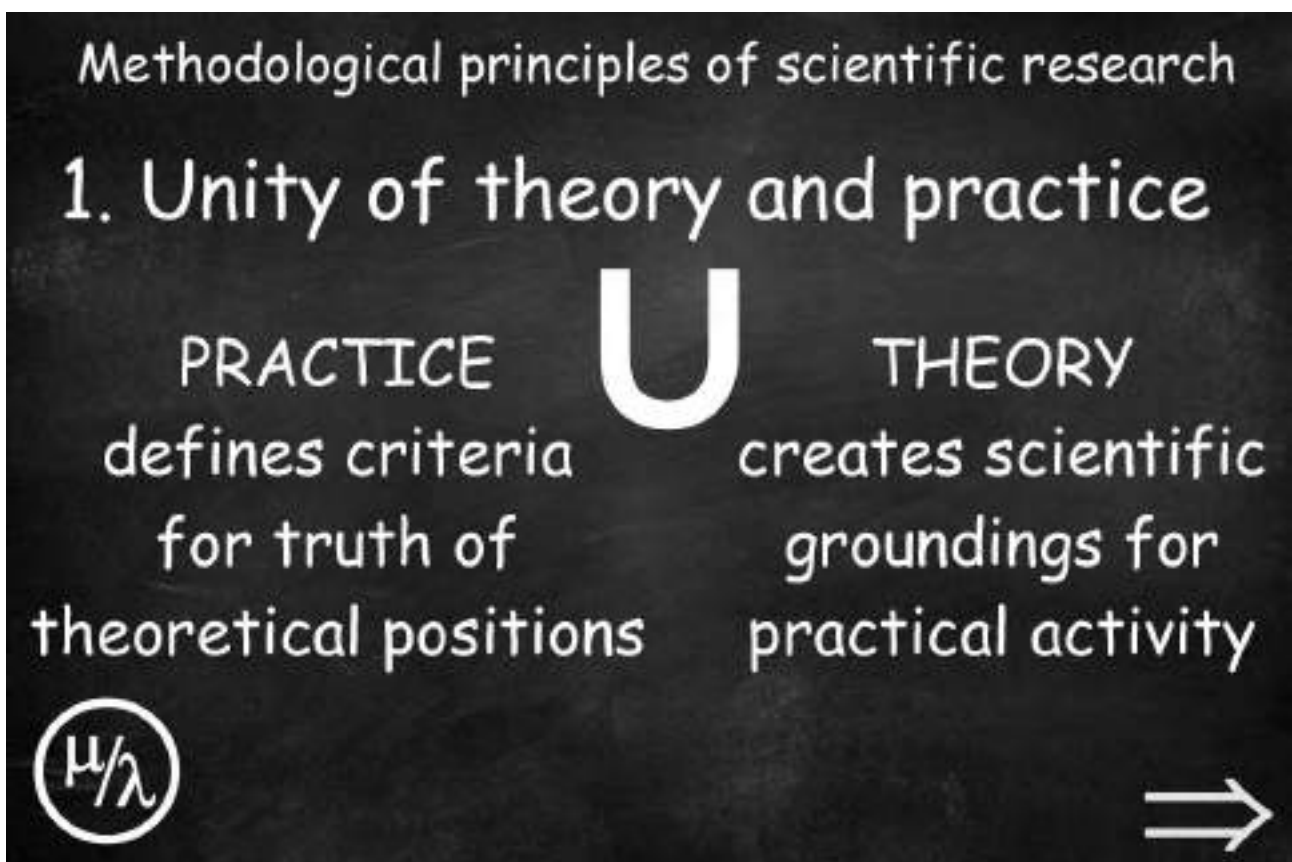 Methodological principles of scientific research
1. Unity of theory and practice
U
PRACTICE
defines criteria
for truth of
theoretical positions
THEORY
creates scientific
groundings for
practical activity
μ/λ
⇒